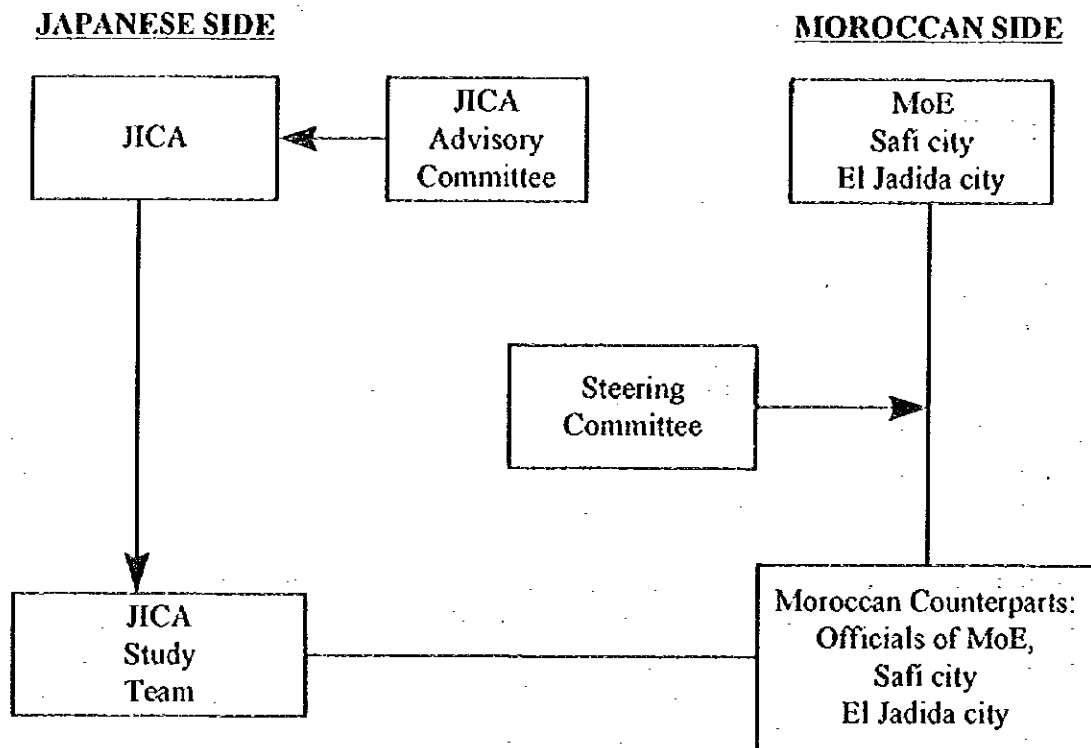 JAPANESE SIDE
MOROCCAN SIDE
JICA
JICA
Advisory
Committee
MoE
Safi city
El Jadida city
Steering
Committee
JICA
Study
Team
Moroccan Counterparts:
Officials of MoE,
Safi city
El Jadida city